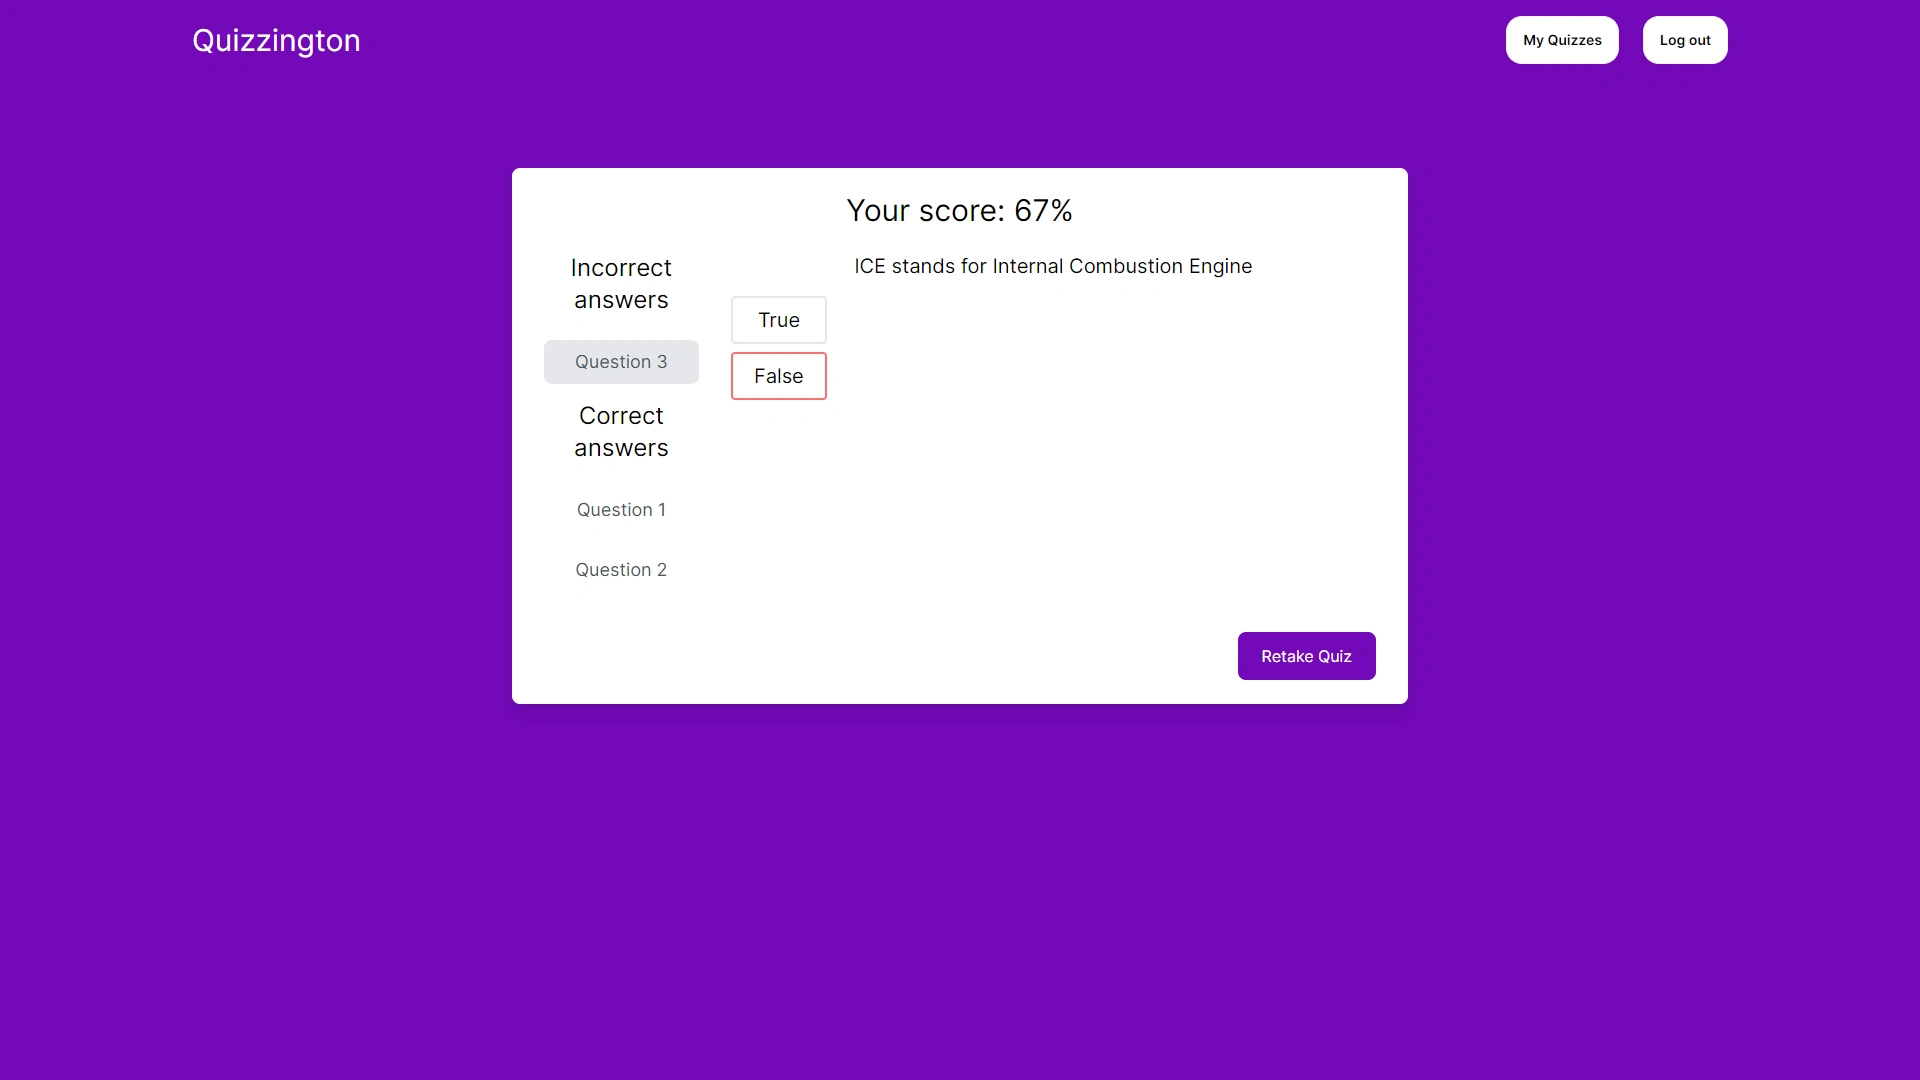 Quizzington
My Quizzes
Log out
Your score: 67%
Incorrect
answers
Question 3
Correct
answers
Question 1
Question 2
ICE stands for Internal Combustion Engine
True
False
Retake Quiz